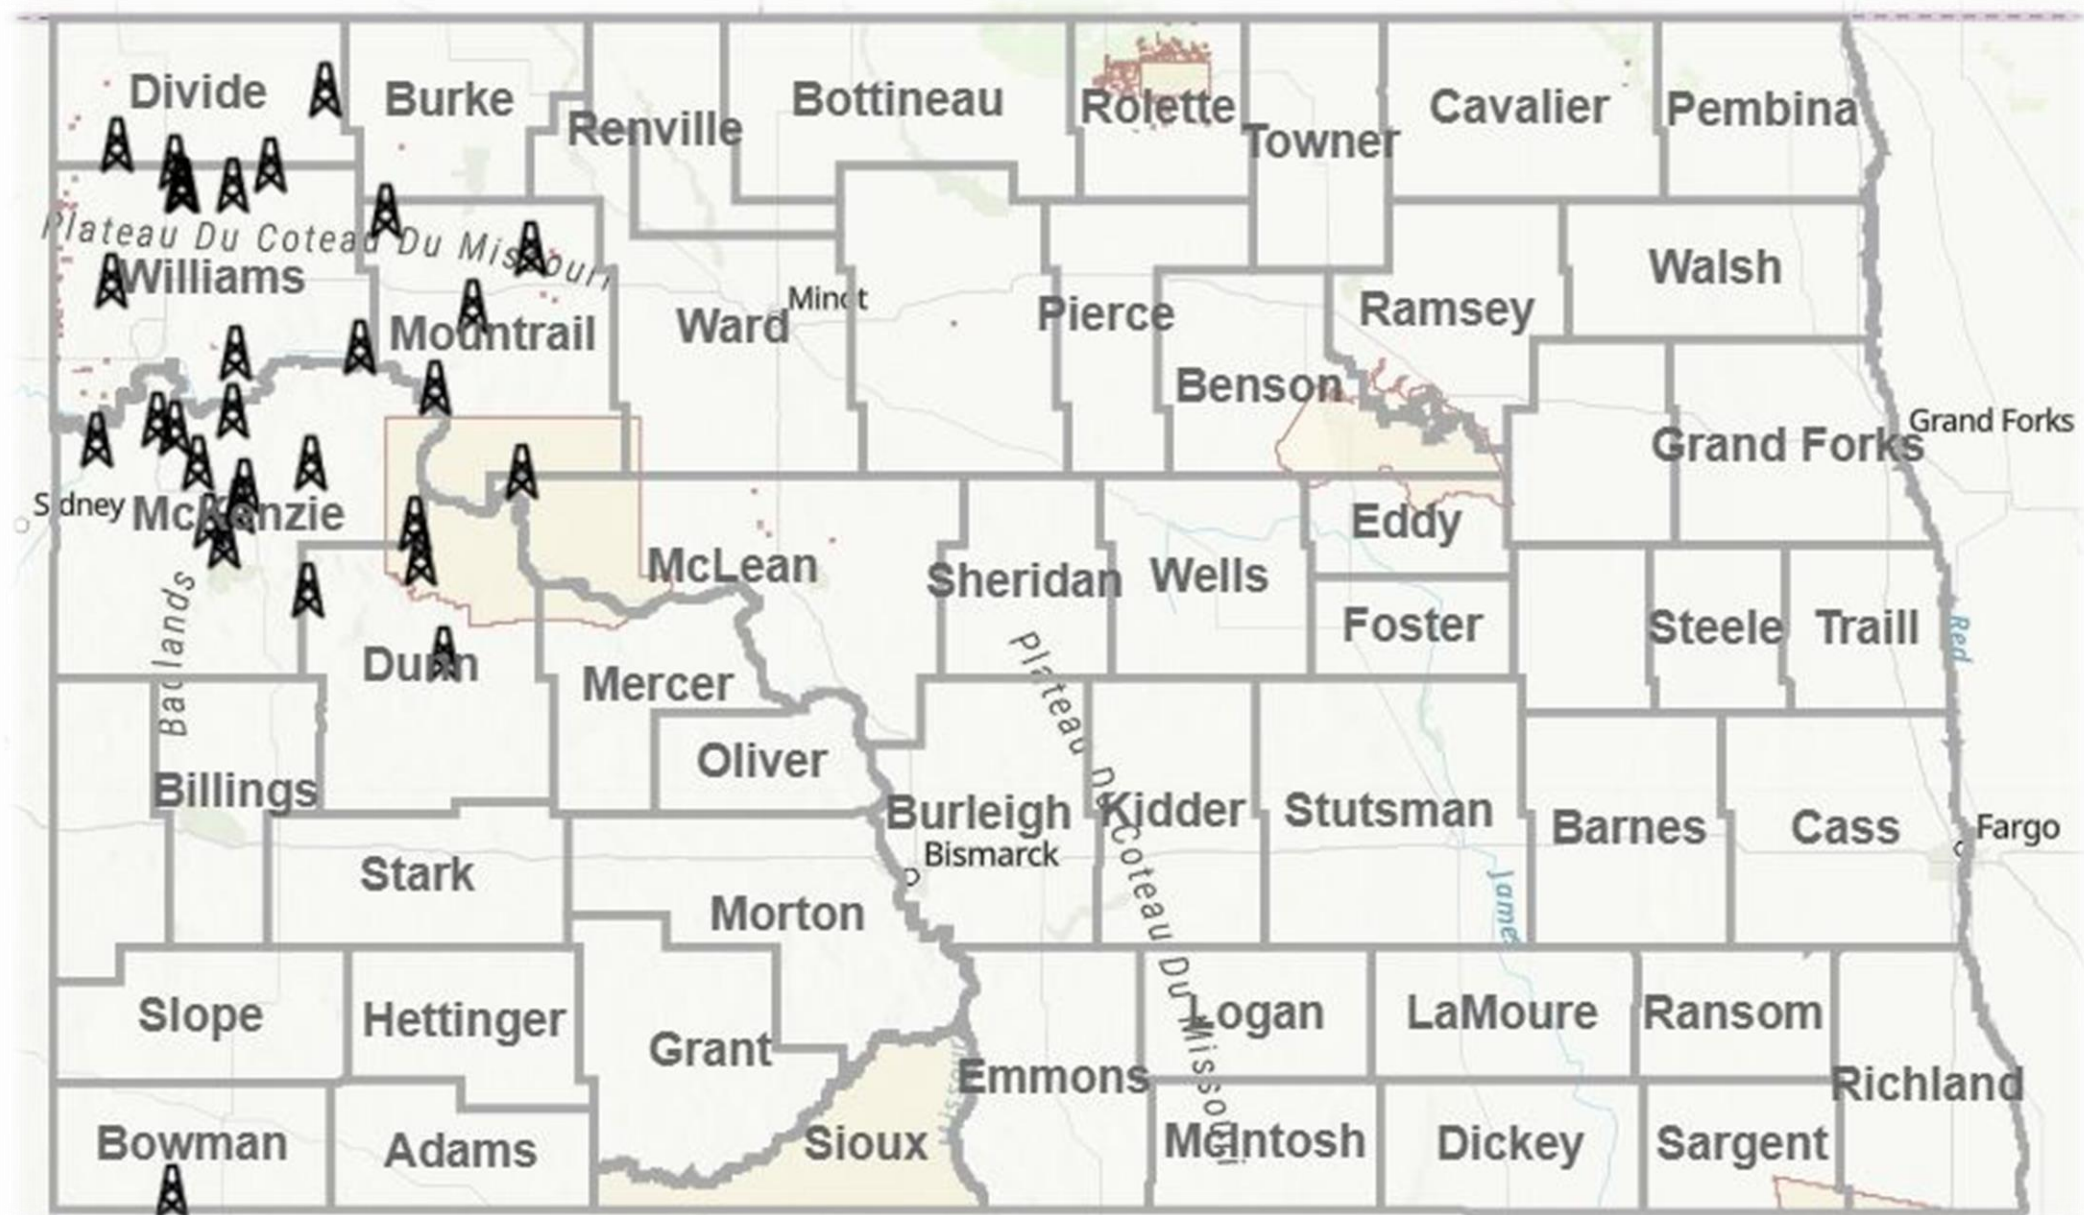 Divide
Burke
Renville
Bottineau
Rolette
Towner
Cavalier
Pembina
Plateau Du Coteau Du Missouri
Williams
Mountrail
Ward
Minot
Pierce
Benson
Ramsey
Walsh
Grand Forks
Grand Forks
Sidney
McKenzie
McLean
Sheridan
Wells
Eddy
Foster
Steele
Traill
Red
Badlands
Dunn
Mercer
Oliver
Plateau Du Coteau Du Missouri
Billings
Burleigh
Bismarck
Kidder
Stutsman
Barnes
Cass
Fargo
Stark
Morton
James
Slope
Hettinger
Grant
Emmons
Logan
LaMoure
Ransom
Richland
Bowman
Adams
Sioux
McIntosh
Dickey
Sargent